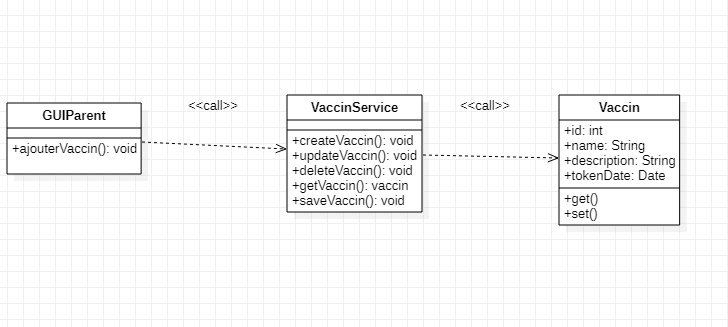 GUIParent
+ajouterVaccin(): void
<<call>>
VaccinService
+createVaccin(): void
+updateVaccin(): void
+deleteVaccin(): void
+getVaccin(): vaccin
+saveVaccin(): void
<<call>>
Vaccin
+id: int
+name: String
+description: String
+tokenDate: Date
+get()
+set()